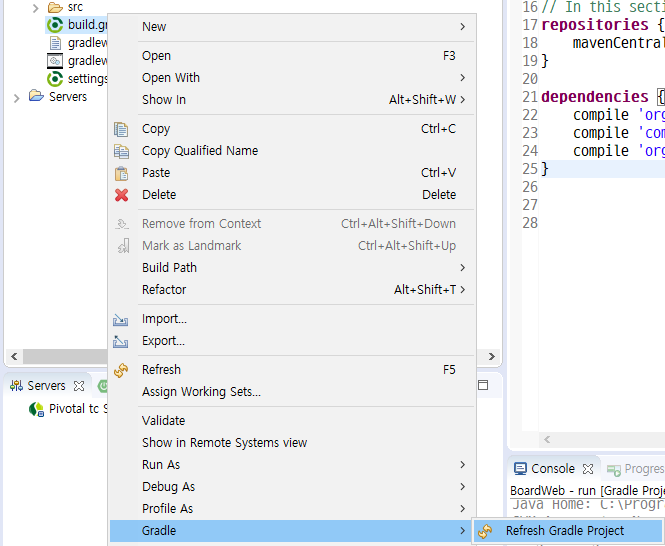 src
build.gr
gradlew
gradlew
settings
Servers
New
Open F3
Open With
Show In Alt+Shift+W
Copy Ctrl+C
Copy Qualified Name
Paste Ctrl+V
Delete Delete
Remove from Context Ctrl+Alt+Shift+Down
Mark as Landmark Ctrl+Alt+Shift+Up
Build Path
Refactor Alt+Shift+T
Import...
Export...
Refresh F5
Assign Working Sets...
Validate
Show in Remote Systems view
Run As
Debug As
Profile As
Gradle
Refresh Gradle Project
Servers
Pivotal tc S
16 // In this secti
17 repositories {
18 mavenCentral
19 }
20
21 dependencies {
22 compile 'org
23 compile 'com
24 compile 'org
25 }
26
27
28
Console Progres
BoardWeb - run [Gradle Proje
Java Home: C:\Progra